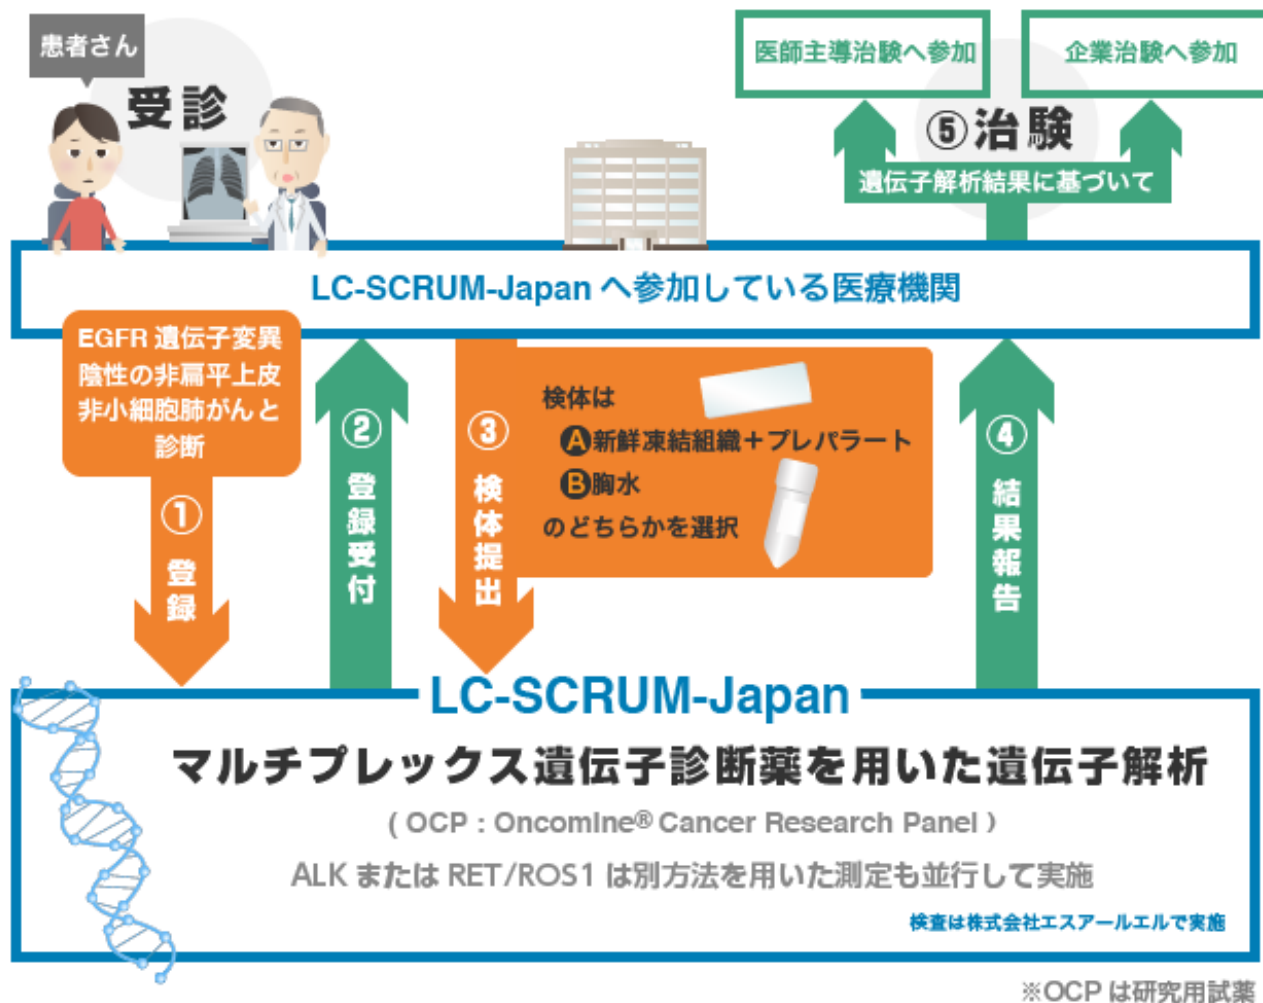 患者さん
受診
医師主導治験へ参加
企業治験へ参加
⑤治験
遺伝子解析結果に基づいて
LC-SCRUM-Japan へ参加している医療機関
EGFR 遺伝子変異
陰性の非扁平上皮
非小細胞肺がんと
診断
① 登録
② 登録受付
③ 検体提出
検体は
A新鮮凍結組織＋プレパラート
B胸水
のどちらかを選択
④ 結果報告
LC-SCRUM-Japan
マルチプレックス遺伝子診断薬を用いた遺伝子解析
( OCP : OncomIne® Cancer Research Panel )
ALK または RET/ROS1 は別方法を用いた測定も並行して実施
検査は株式会社エスアールエルで実施
※OCP は研究用試薬